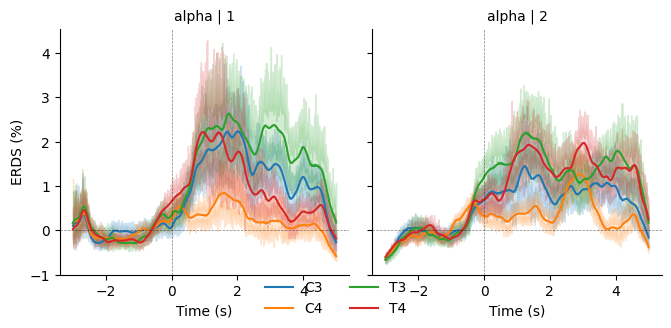 alpha | 1
alpha | 2
ERDS (%)
4
3
2
1
0
−1
−2
0
2
4
−2
0
2
4
Time (s)
Time (s)
C3
T3
C4
T4